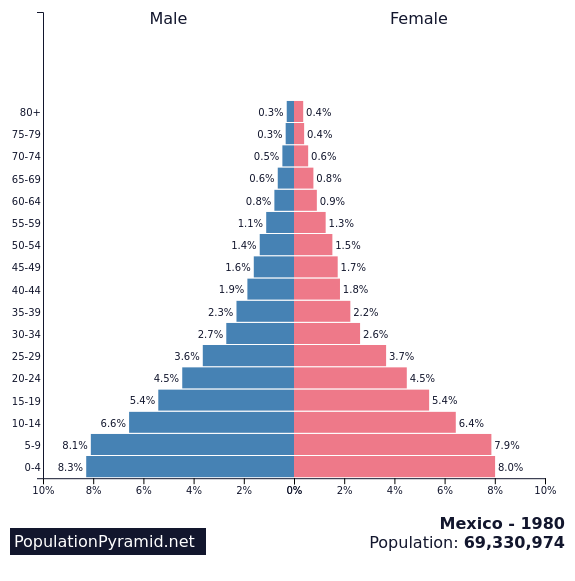 Male Female
80+ 0.3% 0.4%
75-79 0.3% 0.4%
70-74 0.5% 0.6%
65-69 0.6% 0.8%
60-64 0.8% 0.9%
55-59 1.1% 1.3%
50-54 1.4% 1.5%
45-49 1.6% 1.7%
40-44 1.9% 1.8%
35-39 2.3% 2.2%
30-34 2.7% 2.6%
25-29 3.6% 3.7%
20-24 4.5% 4.5%
15-19 5.4% 5.4%
10-14 6.6% 6.4%
5-9 8.1% 7.9%
0-4 8.3% 8.0%
10% 8% 6% 4% 2% 0% 2% 4% 6% 8% 10%
Mexico - 1980
PopulationPyramid.net Population: 69,330,974